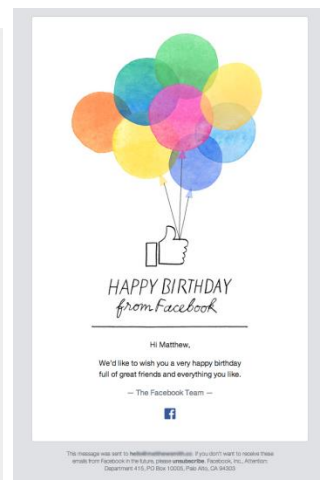 HAPPY BIRTHDAY
from Facebook
Hi Matthew,
We'd like to wish you a very happy birthday
full of great friends and everything you like.
— The Facebook Team —
f
This message was sent to If you don't want to receive these
emails from Facebook in the future, please unsubscribe. Facebook, Inc., Attention:
Department 415, PO Box 10005, Palo Alto, CA 94303